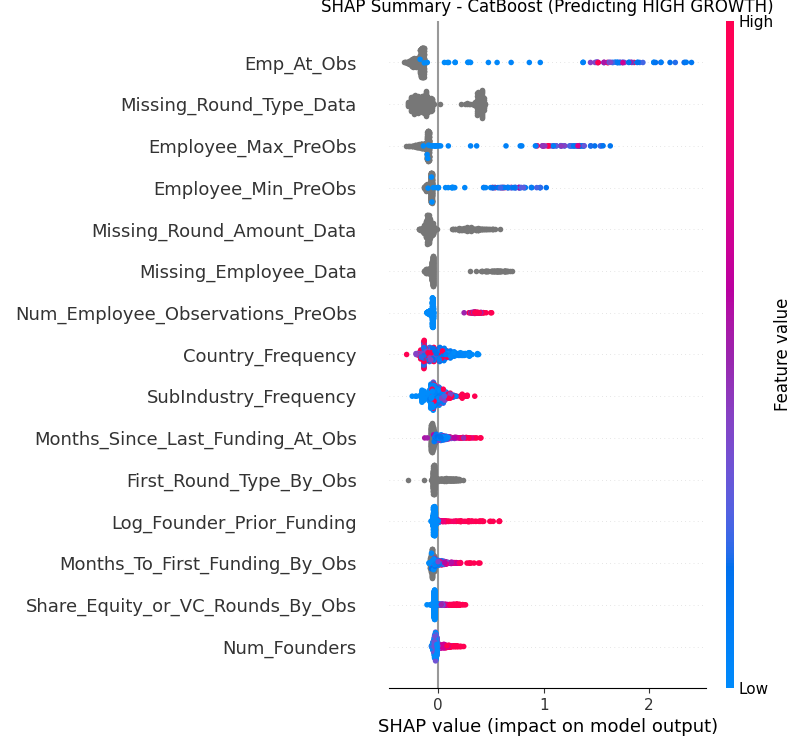 SHAP Summary - CatBoost (Predicting HIGH GROWTH)
High
Emp_At_Obs
Missing_Round_Type_Data
Employee_Max_PreObs
Employee_Min_PreObs
Missing_Round_Amount_Data
Missing_Employee_Data
Num_Employee_Observations_PreObs
Country_Frequency
SubIndustry_Frequency
Months_Since_Last_Funding_At_Obs
First_Round_Type_By_Obs
Log_Founder_Prior_Funding
Months_To_First_Funding_By_Obs
Share_Equity_or_VC_Rounds_By_Obs
Num_Founders
Feature value
Low
0 1 2
SHAP value (impact on model output)